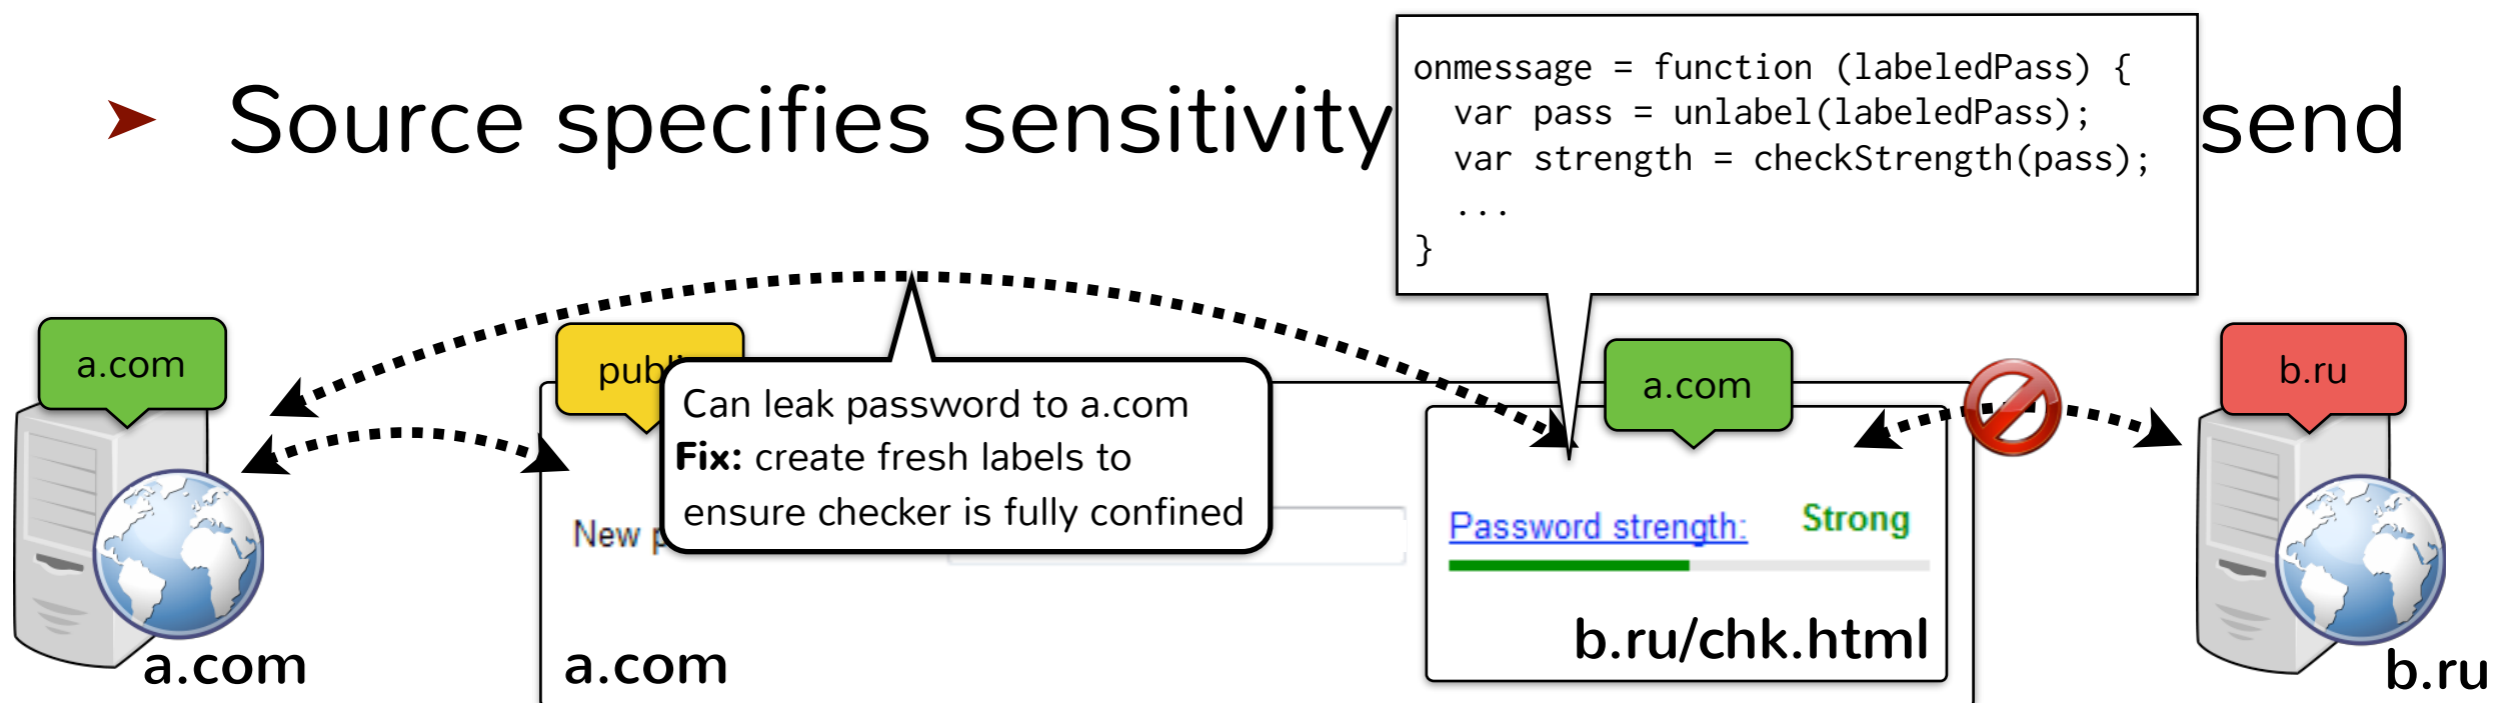 ➤ Source specifies sensitivity send
onmessage = function (labeledPass) {
  var pass = unlabel(labeledPass);
  var strength = checkStrength(pass);
  ...
}
a.com
a.com
b.ru
Can leak password to a.com
Fix: create fresh labels to
ensure checker is fully confined
New
Password strength: Strong
b.ru/chk.html
a.com
a.com
b.ru